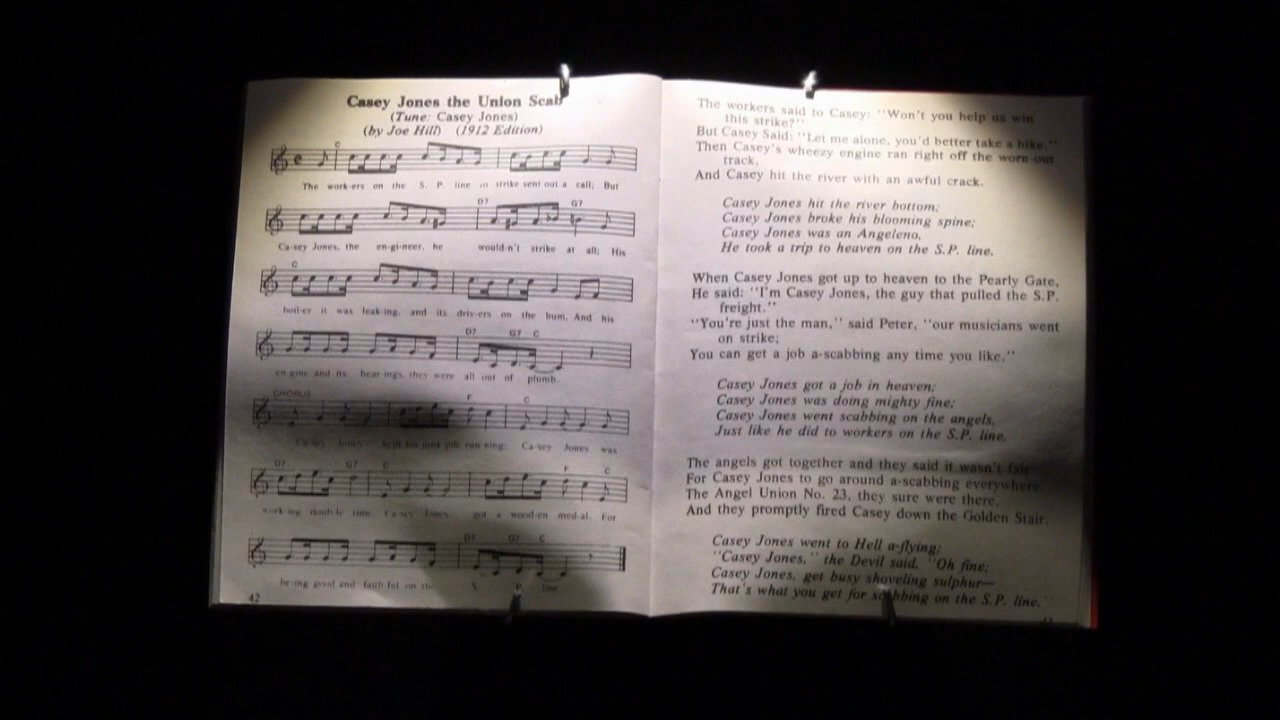 Casey Jones the Union Scab
(Tune: Casey Jones)
(by Joe Hill) (1912 Edition)
C
The work-ers on the S. P. line to strike sent out a call; But
D7 G7
Ca-sey Jones, the en-gi-neer, he would-n't strike at all; His
C
boil-er it was leak-ing, and its driv-ers on the bum, And his
D7 G7 C
en-gine and its bear-ings, they were all out of plumb.
CHORUS
F C
Ca-sey Jones kept his junk pile run-ning; Ca-sey Jones was
D7 G7 C F C
work-ing doub-le time; Ca-sey Jones got a wood-en med-al, For
D7 G7 C
be-ing good and faith-ful on the S. P. line
42
The workers said to Casey: "Won't you help us win
this strike?"
But Casey Said: "Let me alone, you'd better take a hike."
Then Casey's wheezy engine ran right off the worn-out
track,
And Casey hit the river with an awful crack.
Casey Jones hit the river bottom;
Casey Jones broke his blooming spine;
Casey Jones was an Angeleno,
He took a trip to heaven on the S.P. line.
When Casey Jones got up to heaven to the Pearly Gate,
He said: "I'm Casey Jones, the guy that pulled the S.P.
freight."
"You're just the man," said Peter, "our musicians went
on strike;
You can get a job a-scabbing any time you like."
Casey Jones got a job in heaven;
Casey Jones was doing mighty fine;
Casey Jones went scabbing on the angels,
Just like he did to workers on the S.P. line.
The angels got together and they said it wasn't fair
For Casey Jones to go around a-scabbing everywhere.
The Angel Union No. 23, they sure were there,
And they promptly fired Casey down the Golden Stair.
Casey Jones went to Hell a-flying;
"Casey Jones," the Devil said, "Oh fine;
Casey Jones, get busy shoveling sulphur—
That's what you get for scabbing on the S.P. line."